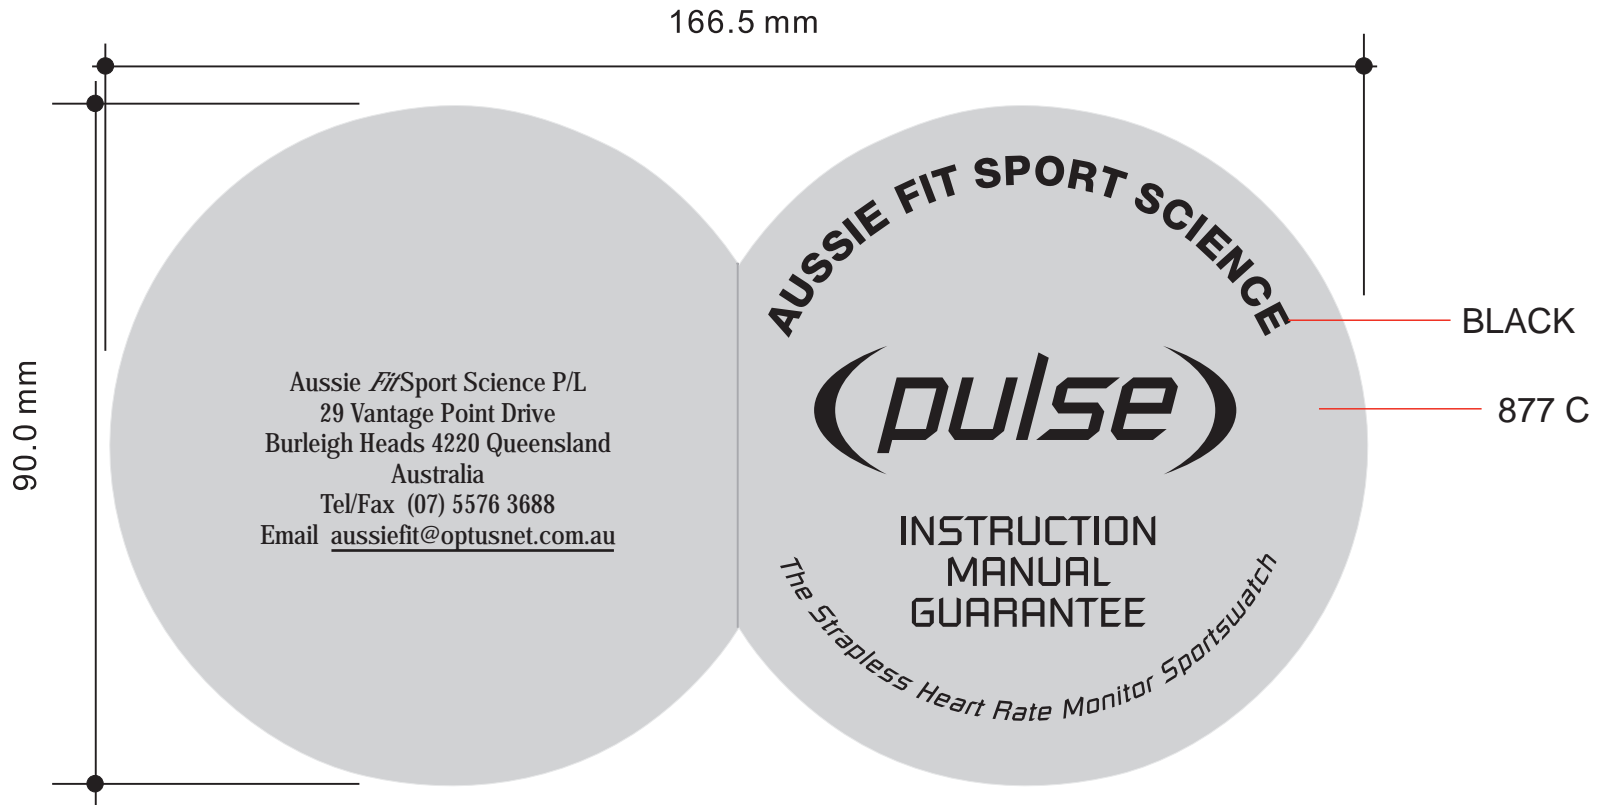 166.5 mm
90.0 mm
AUSSIE FIT SPORT SCIENCE
BLACK
(pulse)
877 C
Aussie FitSport Science P/L
29 Vantage Point Drive
Burleigh Heads 4220 Queensland
Australia
Tel/Fax (07) 5576 3688
Email aussiefit@optusnet.com.au
INSTRUCTION
MANUAL
GUARANTEE
The Strapless Heart Rate Monitor Sportswatch